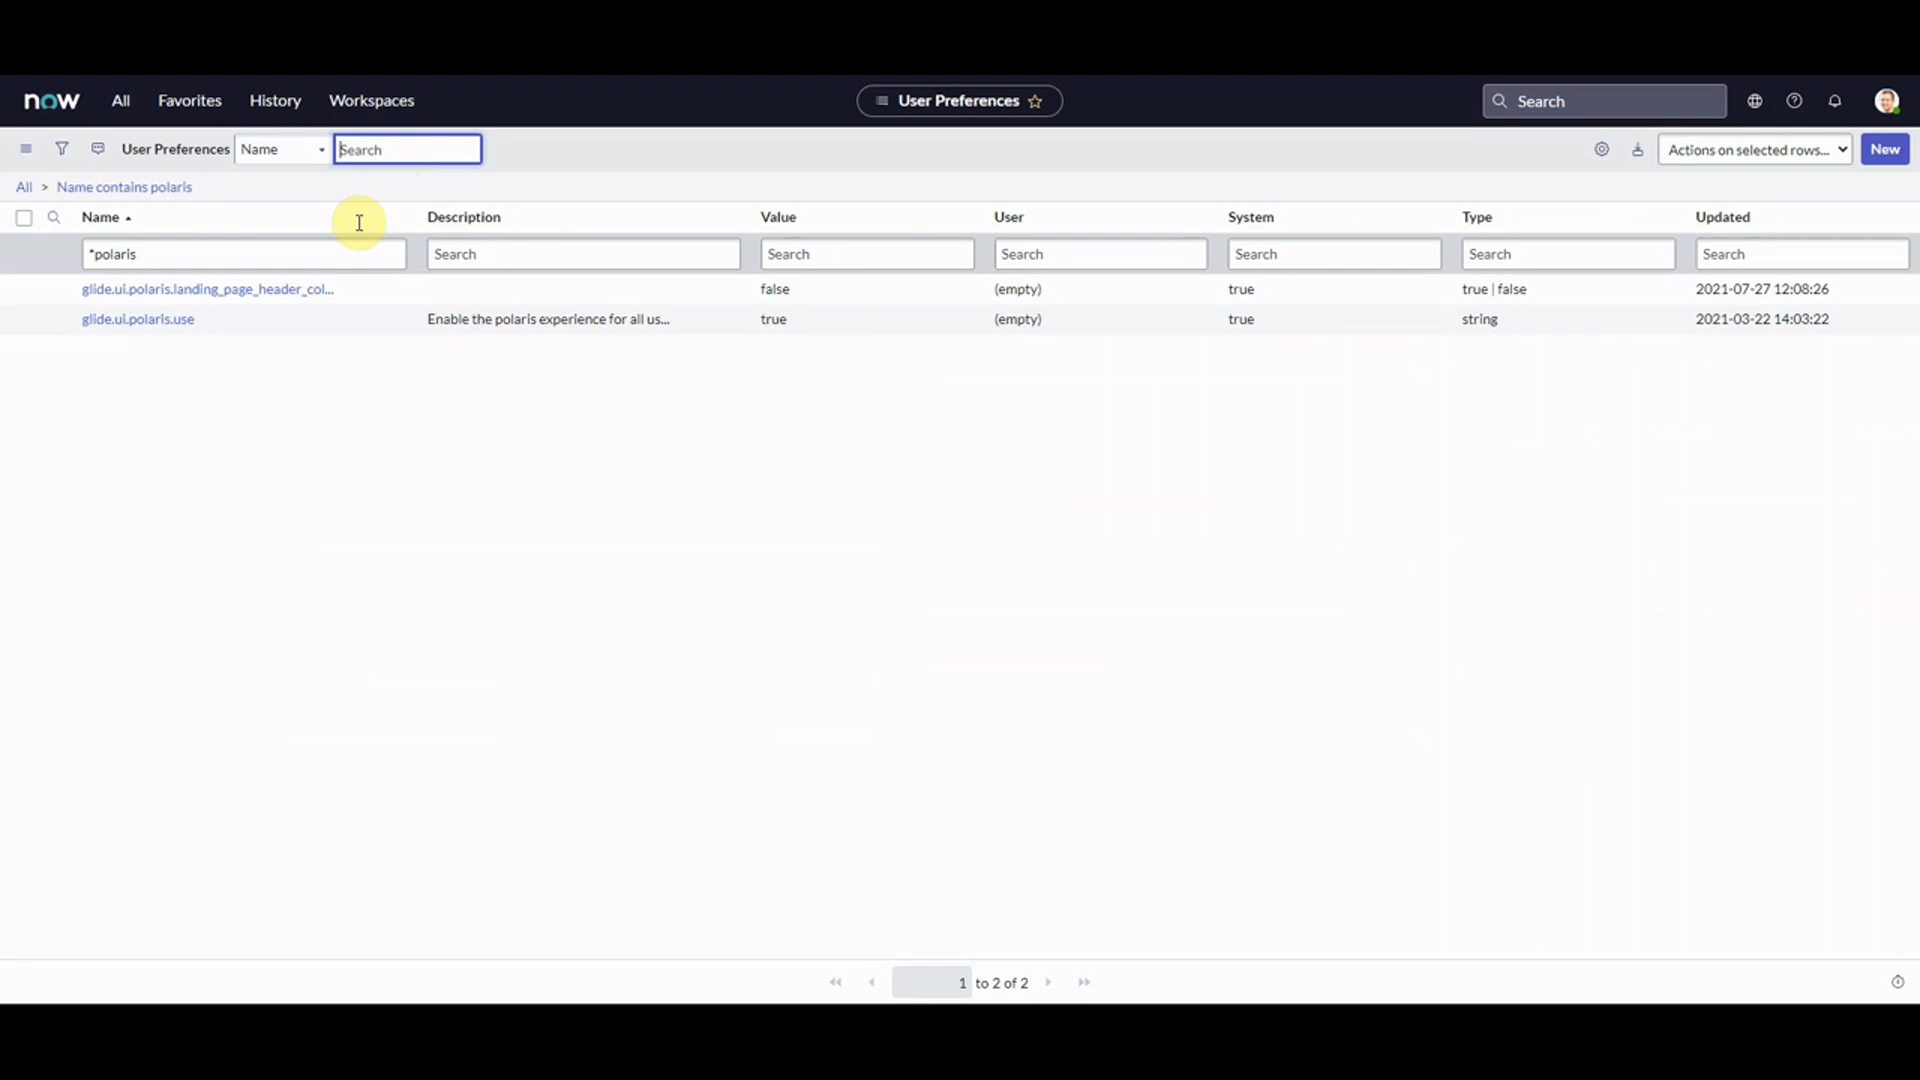 now All Favorites History Workspaces User Preferences Search
User Preferences Name Search Actions on selected rows... New
All > Name contains polaris
Name Description Value User System Type Updated
*polaris Search Search Search Search Search Search
glide.ui.polaris.landing_page_header_col... false (empty) true true | false 2021-07-27 12:08:26
glide.ui.polaris.use Enable the polaris experience for all us... true (empty) true string 2021-03-22 14:03:22
1 to 2 of 2